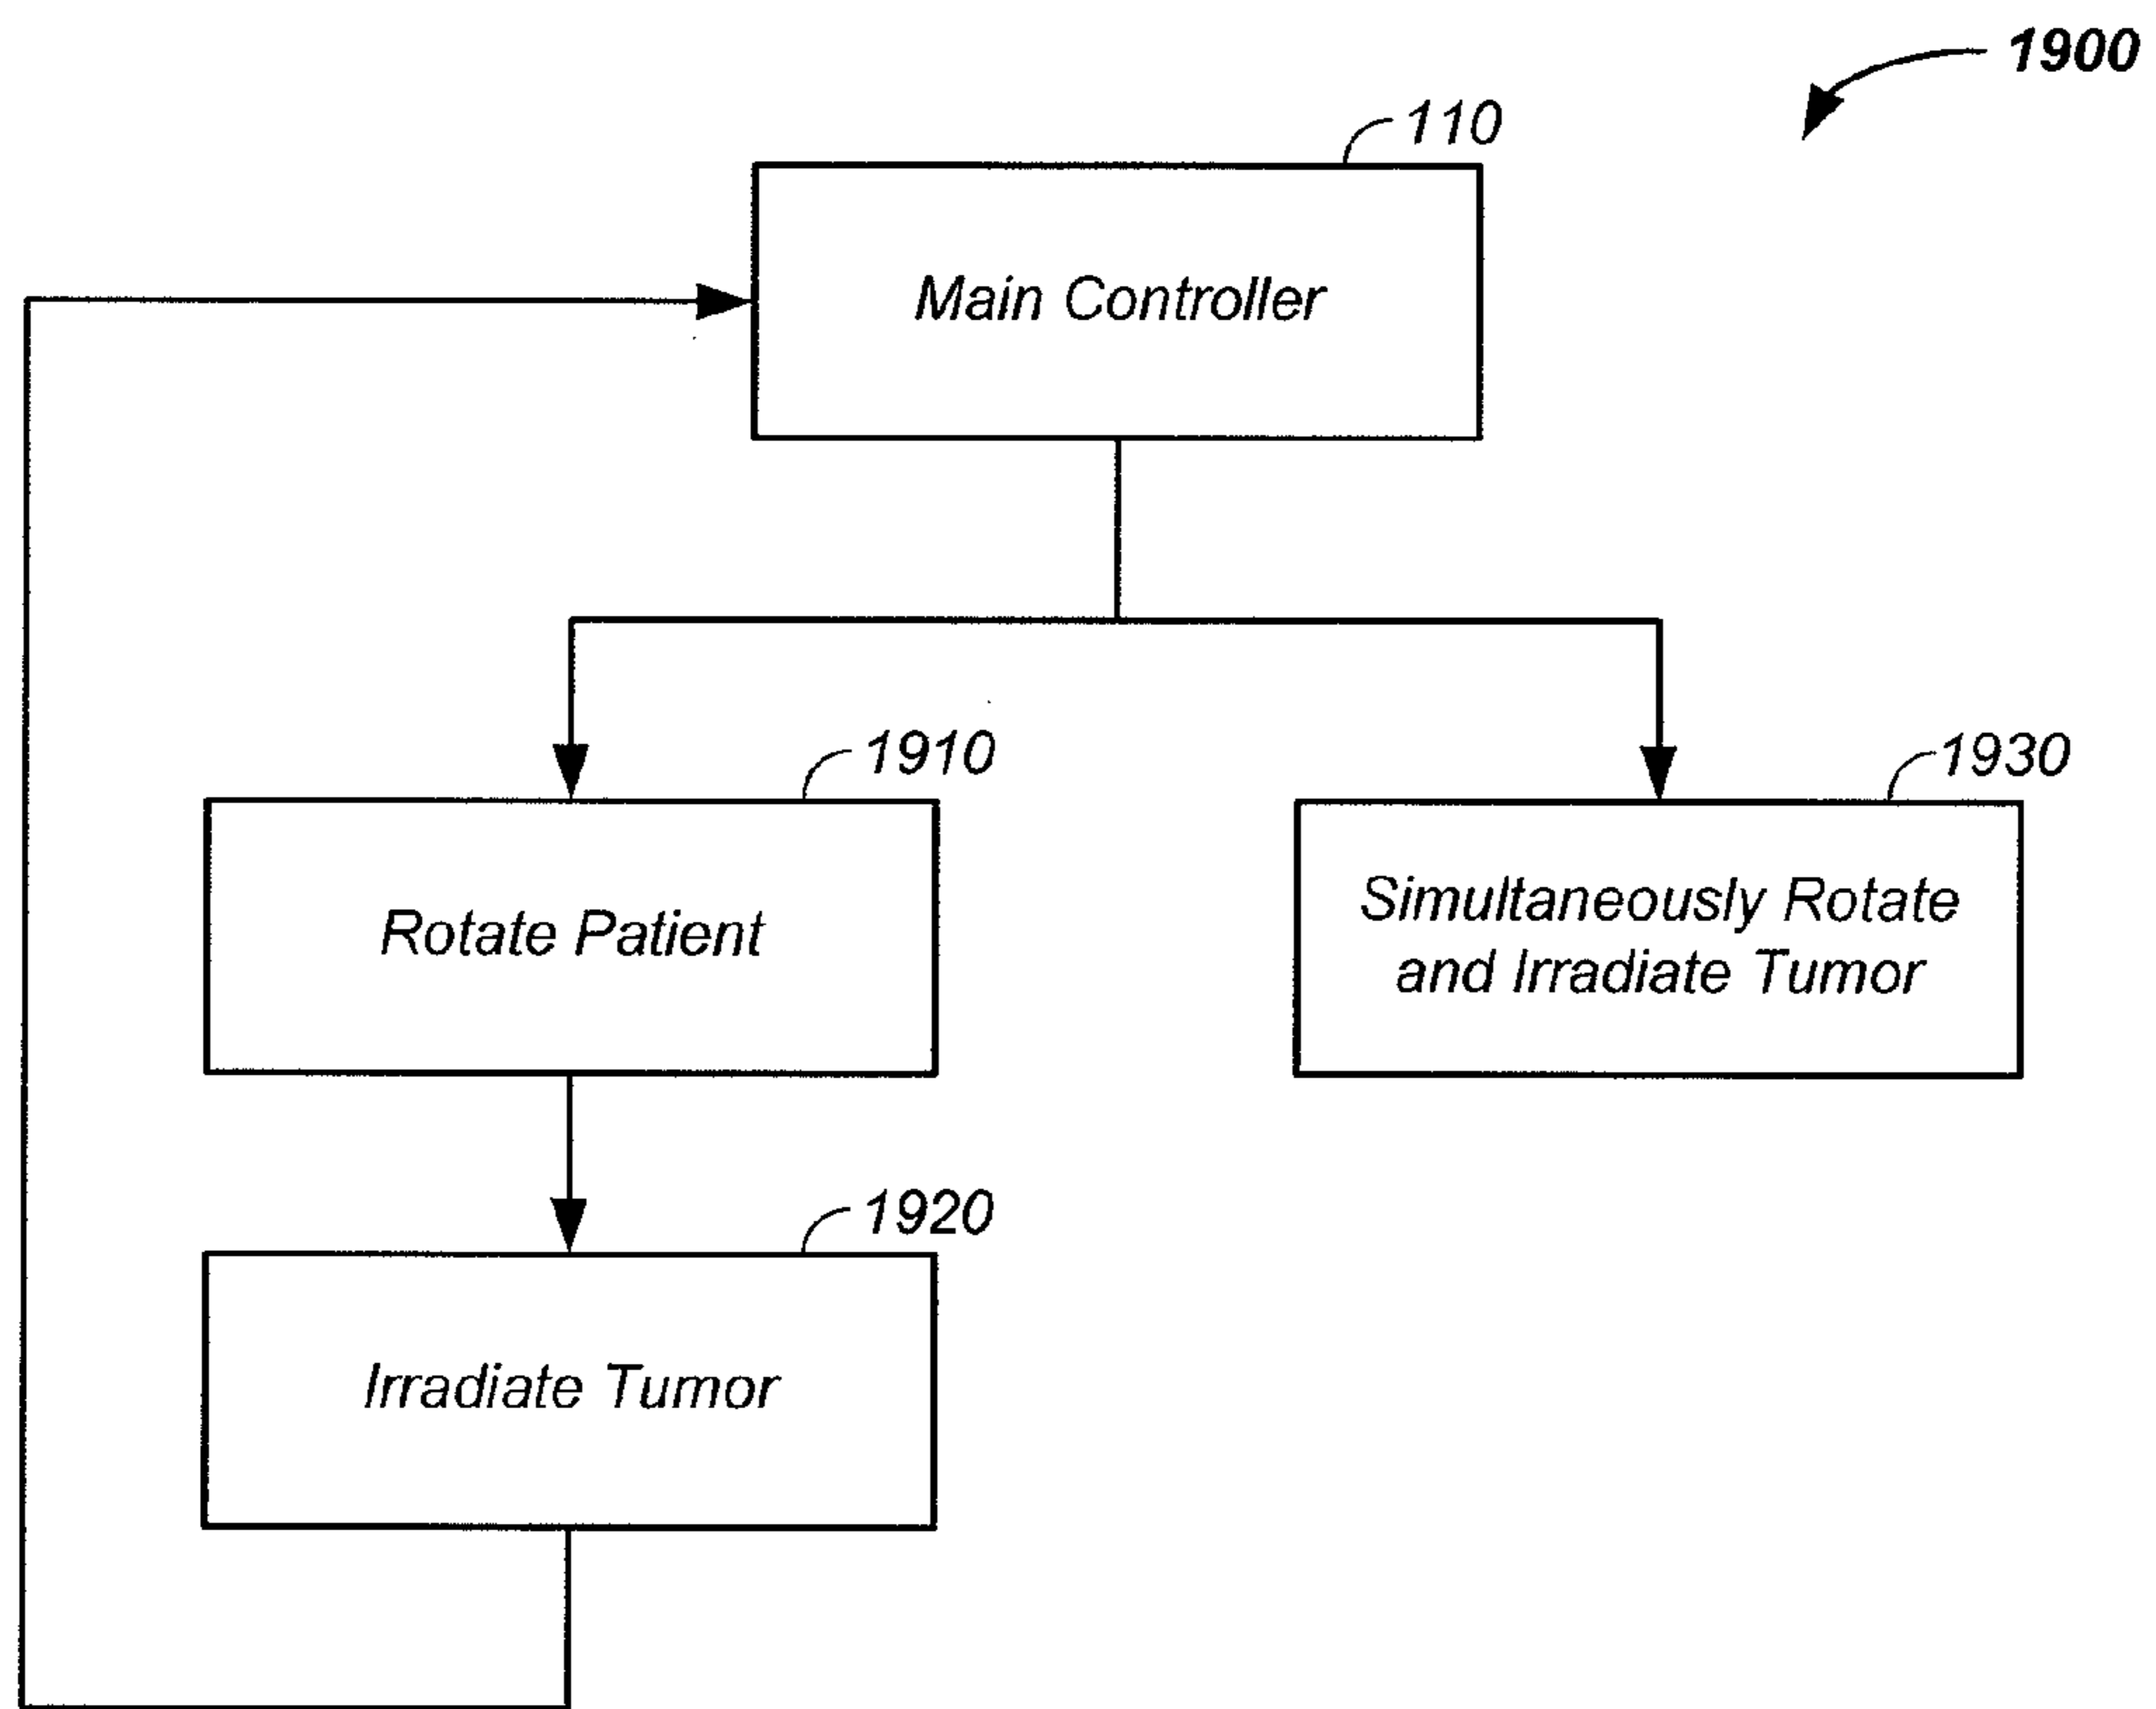 1900
110
Main Controller
1910
1930
Rotate Patient
Simultaneously Rotate
and Irradiate Tumor
1920
Irradiate Tumor